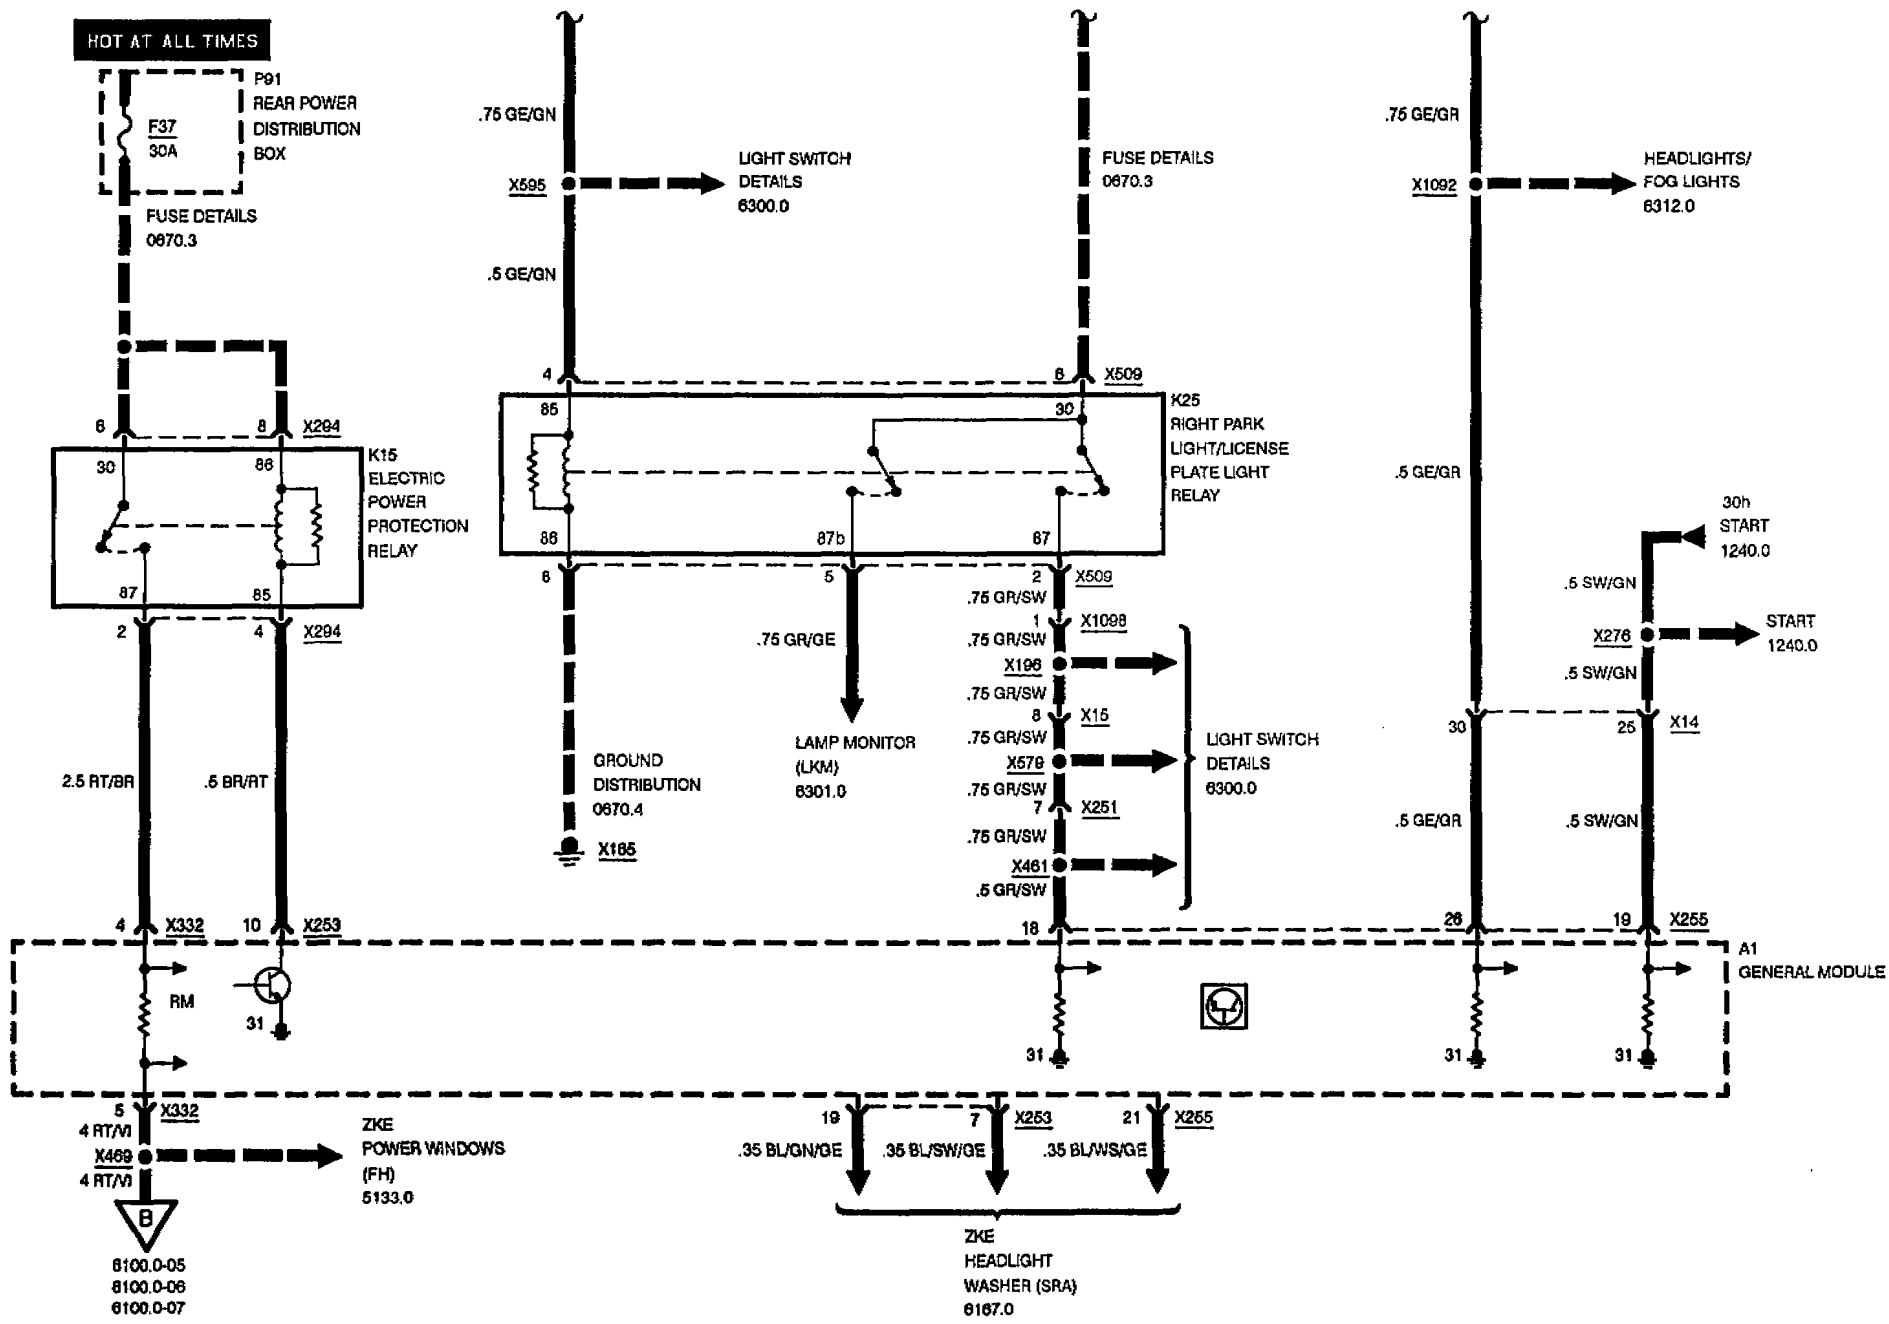 HOT AT ALL TIMES
P91
REAR POWER
DISTRIBUTION
BOX
F37
30A
FUSE DETAILS
0670.3
.75 GE/GN
X595
LIGHT SWITCH
DETAILS
6300.0
.5 GE/GN
FUSE DETAILS
0670.3
.75 GE/GR
X1092
HEADLIGHTS/
FOG LIGHTS
6312.0
6
8
X294
30
86
K15
ELECTRIC
POWER
PROTECTION
RELAY
87
85
2
4
X294
4
6
X509
85
30
K25
RIGHT PARK
LIGHT/LICENSE
PLATE LIGHT
RELAY
86
87b
87
6
5
2
X509
.5 GE/GR
30h
START
1240.0
.5 SW/GN
X276
START
1240.0
.5 SW/GN
.75 GR/SW
1
X1098
.75 GR/SW
X196
.75 GR/GE
.75 GR/SW
8
X15
.75 GR/SW
X579
.75 GR/SW
7
X251
.75 GR/SW
X461
.5 GR/SW
LIGHT SWITCH
DETAILS
6300.0
LAMP MONITOR
(LKM)
6301.0
GROUND
DISTRIBUTION
0670.4
X165
30
25
X14
2.5 RT/BR
.5 BR/RT
.5 GE/GR
.5 SW/GN
4
X332
10
X253
18
26
19
X255
A1
GENERAL MODULE
RM
31
31
31
31
5
X332
4 RT/VI
X469
4 RT/VI
ZKE
POWER WINDOWS
(FH)
5133.0
B
6100.0-05
6100.0-06
6100.0-07
19
7
X253
21
X255
.35 BL/GN/GE
.35 BL/SW/GE
.35 BL/WS/GE
ZKE
HEADLIGHT
WASHER (SRA)
6167.0